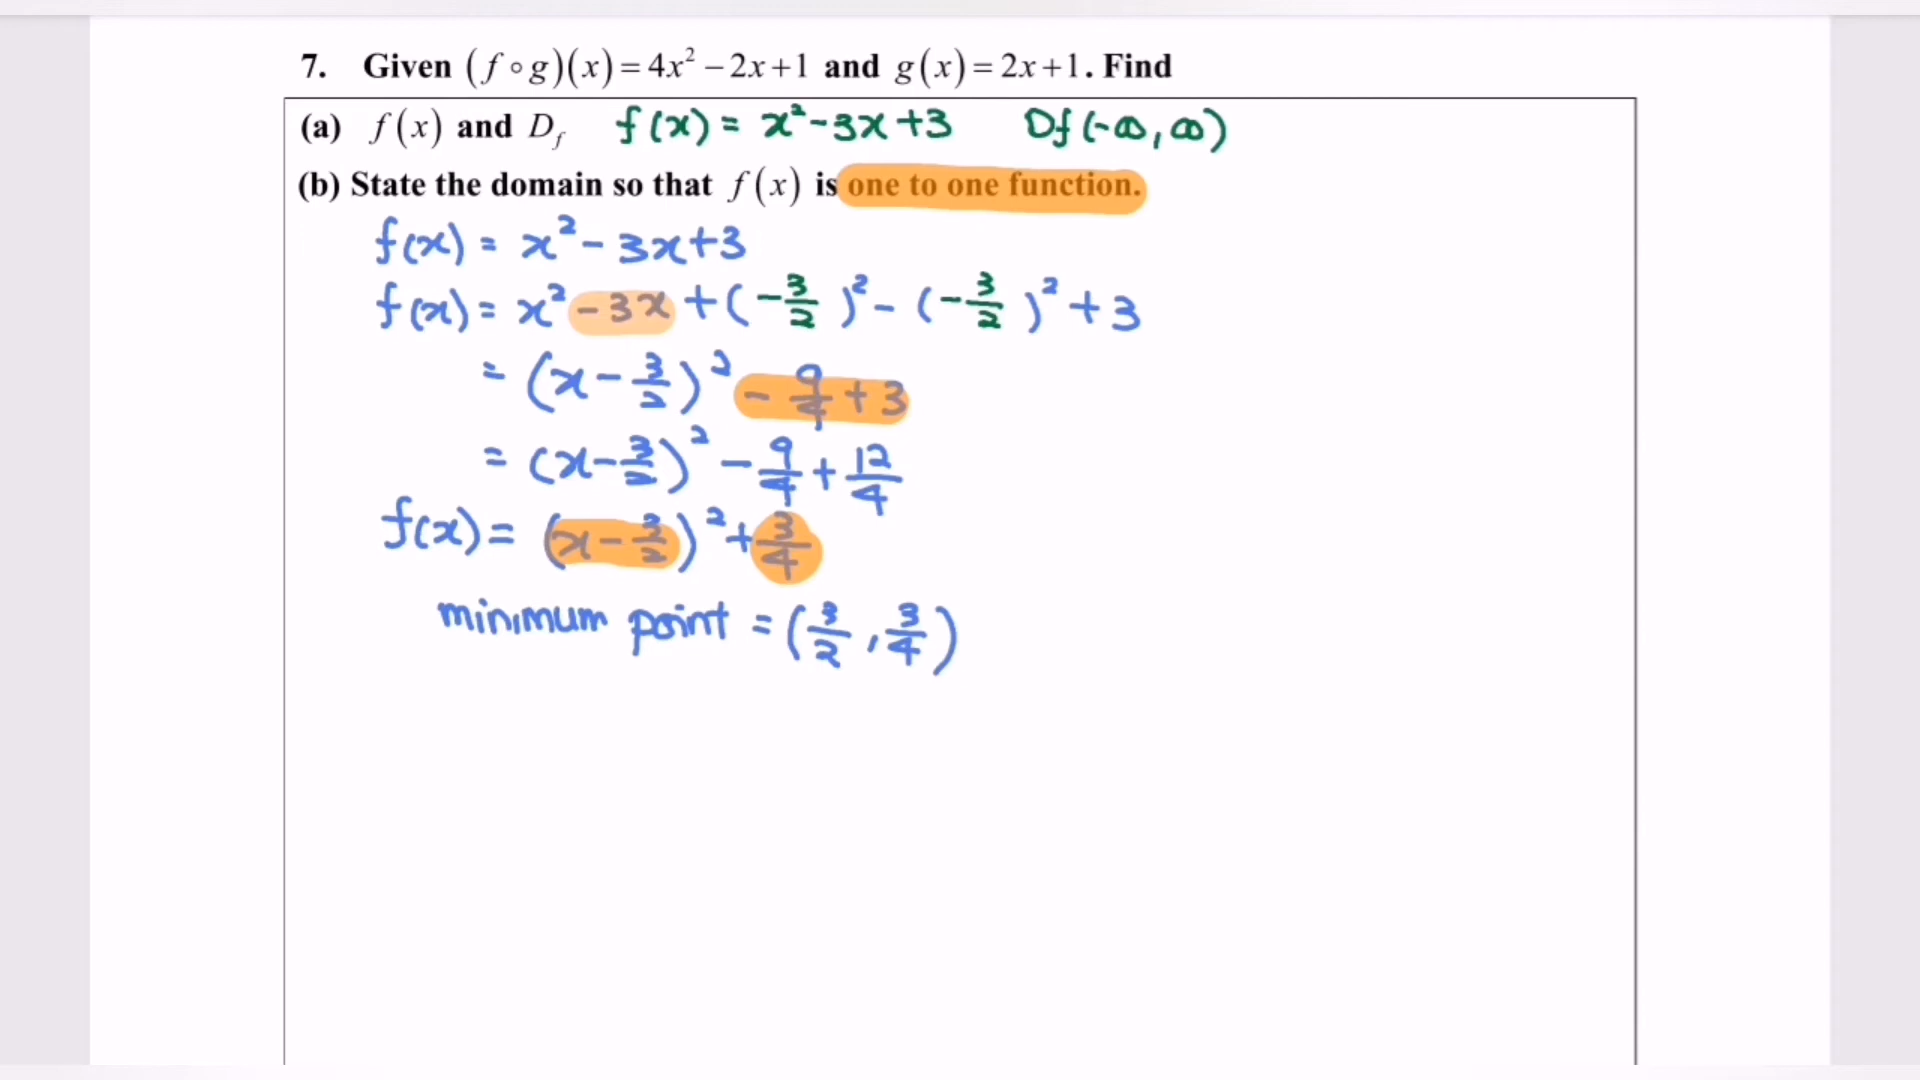 7. Given (f∘g)(x) = 4x² − 2x + 1 and g(x) = 2x + 1. Find
(a) f(x) and D_f f(x) = x² - 3x + 3 Df (-∞, ∞)
(b) State the domain so that f(x) is one to one function.
f(x) = x² - 3x + 3
f(x) = x² - 3x + (-3/2)² - (-3/2)² + 3
= (x - 3/2)² - 9/4 + 3
= (x - 3/2)² - 9/4 + 12/4
f(x) = (x - 3/2)² + 3/4
minimum point = (3/2, 3/4)